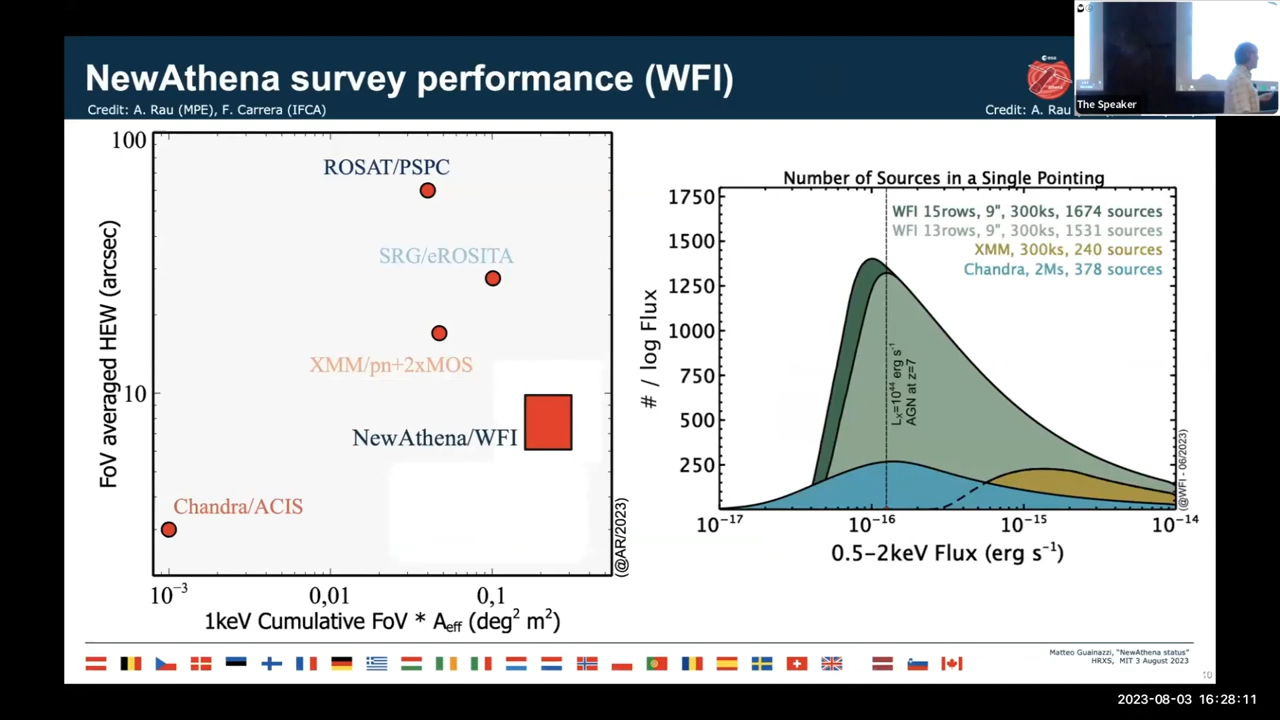 NewAthena survey performance (WFI)
Credit: A. Rau (MPE), F. Carrera (IFCA)
esa
Credit: A. Rau
The Speaker
100
10
FoV averaged HEW (arcsec)
ROSAT/PSPC
SRG/eROSITA
XMM/pn+2xMOS
NewAthena/WFI
Chandra/ACIS
10⁻³
0,01
0,1
1keV Cumulative FoV * Aeff (deg² m²)
(@AR/2023)
Number of Sources in a Single Pointing
1750
1500
1250
1000
750
500
250
# / log Flux
WFI 15rows, 9", 300ks, 1674 sources
WFI 13rows, 9", 300ks, 1531 sources
XMM, 300ks, 240 sources
Chandra, 2Ms, 378 sources
Lx=10⁴⁴ erg s⁻¹
AGN at z=7
10⁻¹⁷
10⁻¹⁶
10⁻¹⁵
10⁻¹⁴
0.5−2keV Flux (erg s⁻¹)
(@WFI - 06/2023)
Matteo Guainazzi, "NewAthena status"
HRXS, MIT 3 August 2023
10
2023-08-03 16:28:11